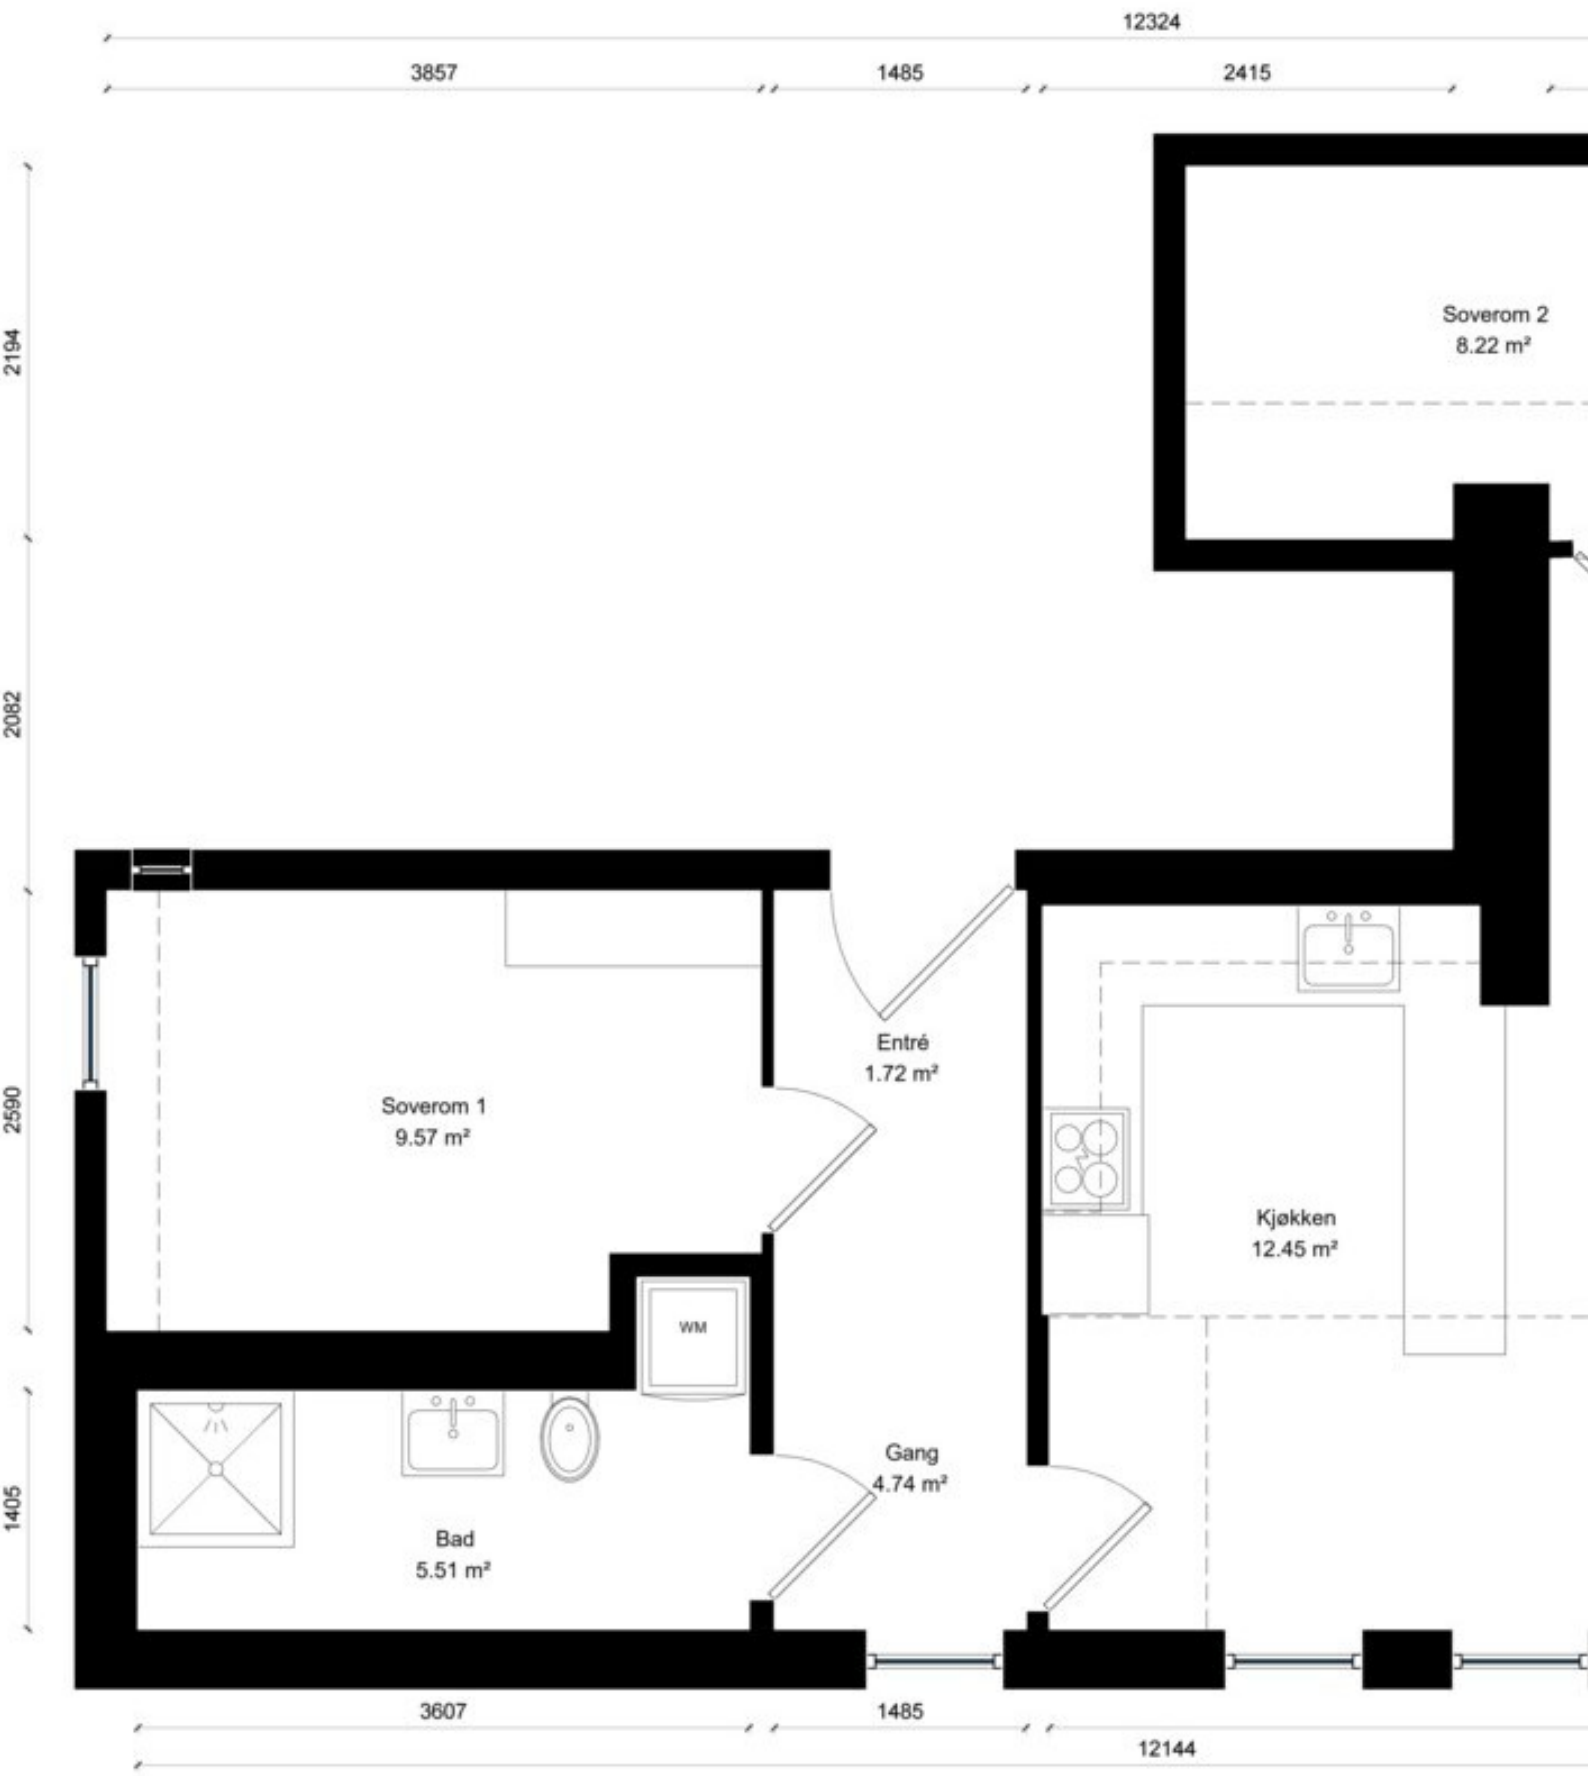 12324
3857
1485
2415
2194
Soverom 2
8.22 m²
2082
Entré
1.72 m²
2590
Soverom 1
9.57 m²
Kjøkken
12.45 m²
WM
Gang
4.74 m²
1405
Bad
5.51 m²
3607
1485
12144